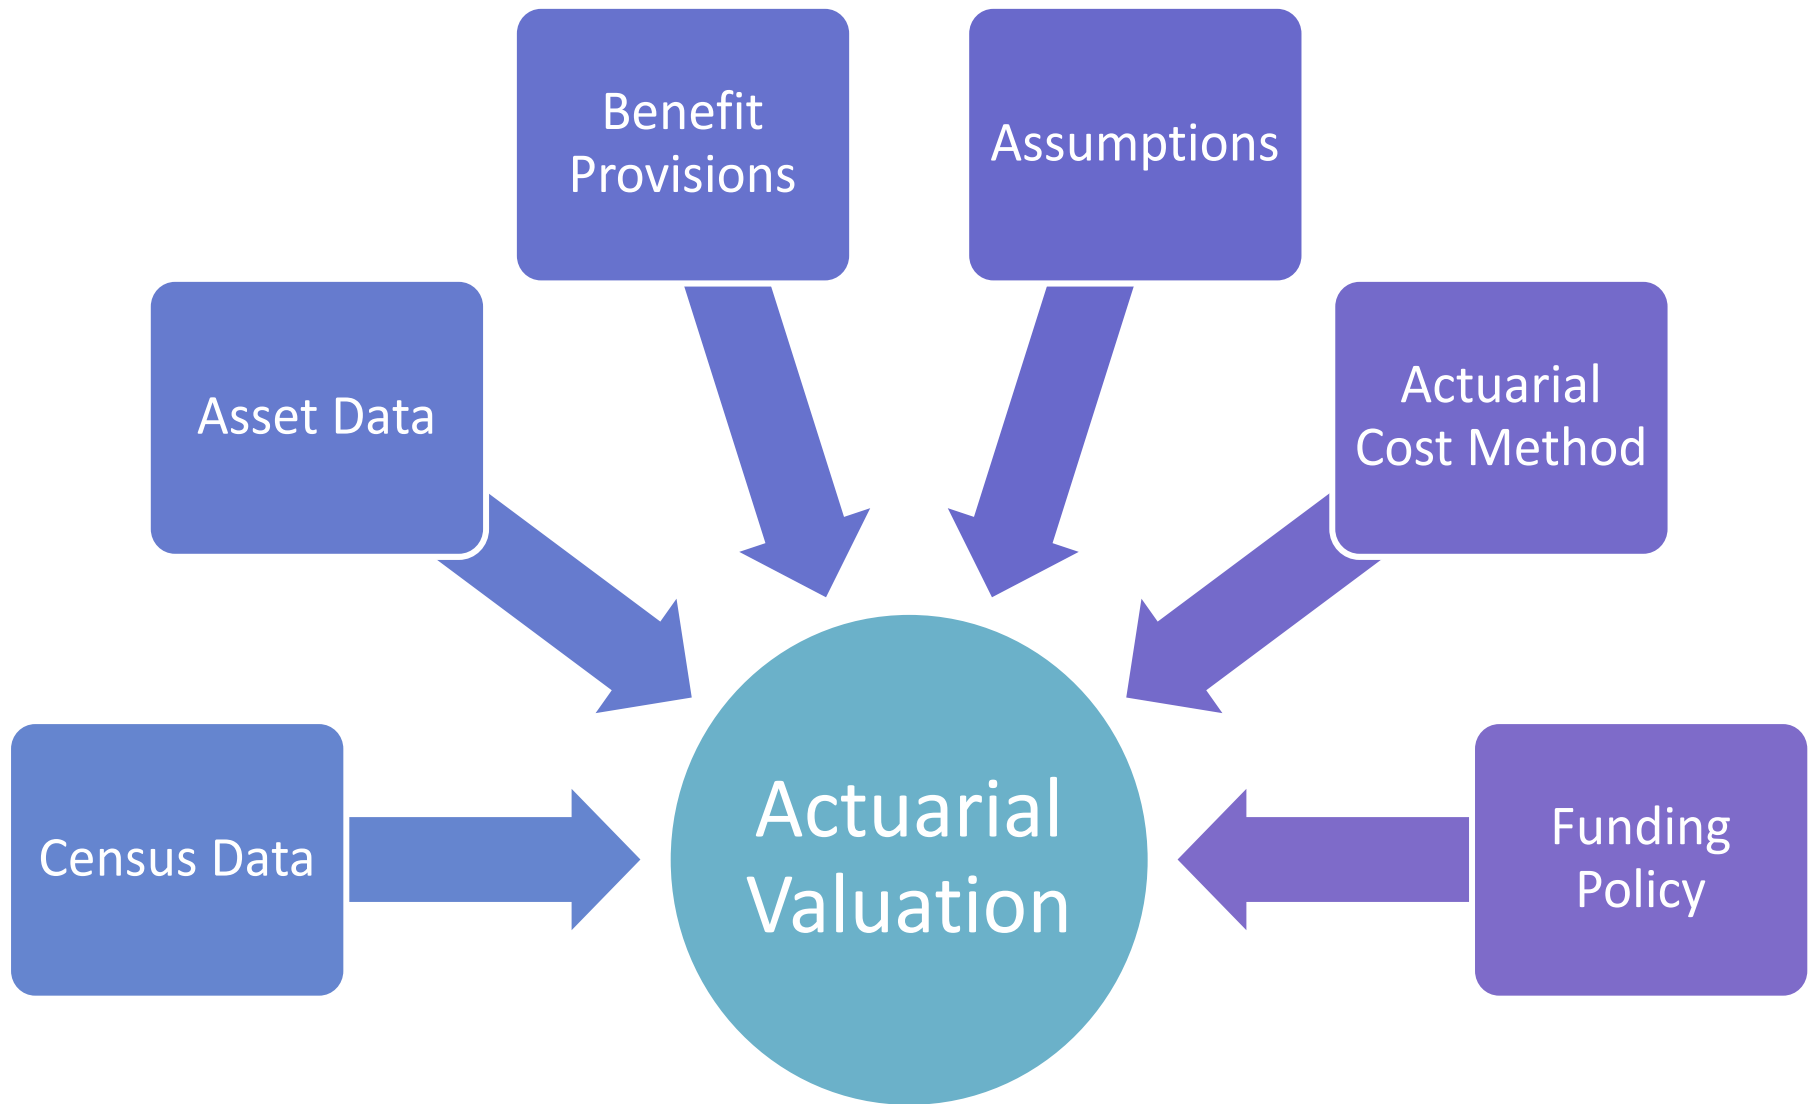 Benefit
Provisions
Assumptions
Asset Data
Actuarial
Cost Method
Census Data
Actuarial
Valuation
Funding
Policy